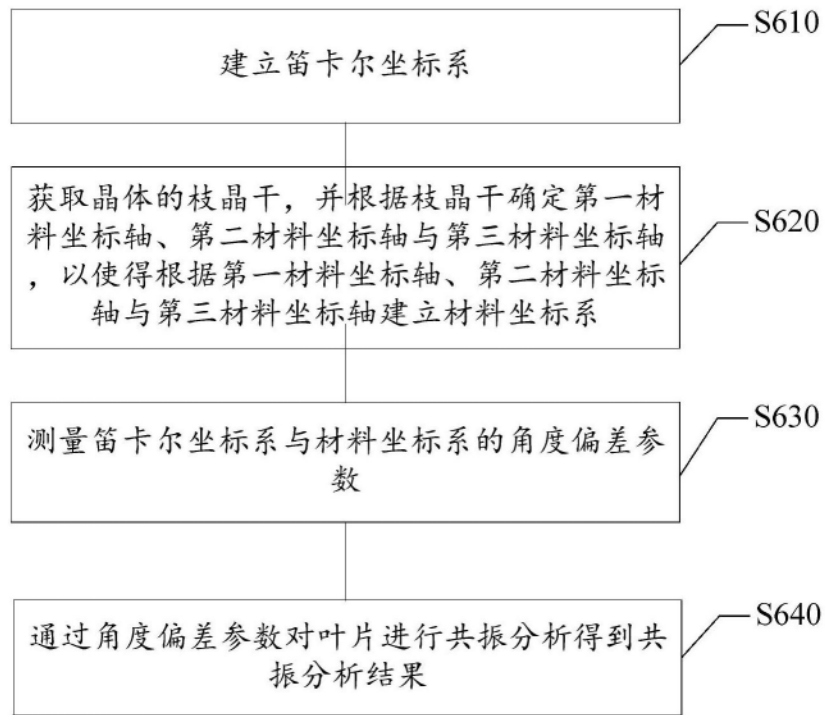 建立笛卡尔坐标系
S610
获取晶体的枝晶干，并根据枝晶干确定第一材
料坐标轴、第二材料坐标轴与第三材料坐标轴
，以使得根据第一材料坐标轴、第二材料坐标
轴与第三材料坐标轴建立材料坐标系
S620
测量笛卡尔坐标系与材料坐标系的角度偏差参
数
S630
通过角度偏差参数对叶片进行共振分析得到共
振分析结果
S640